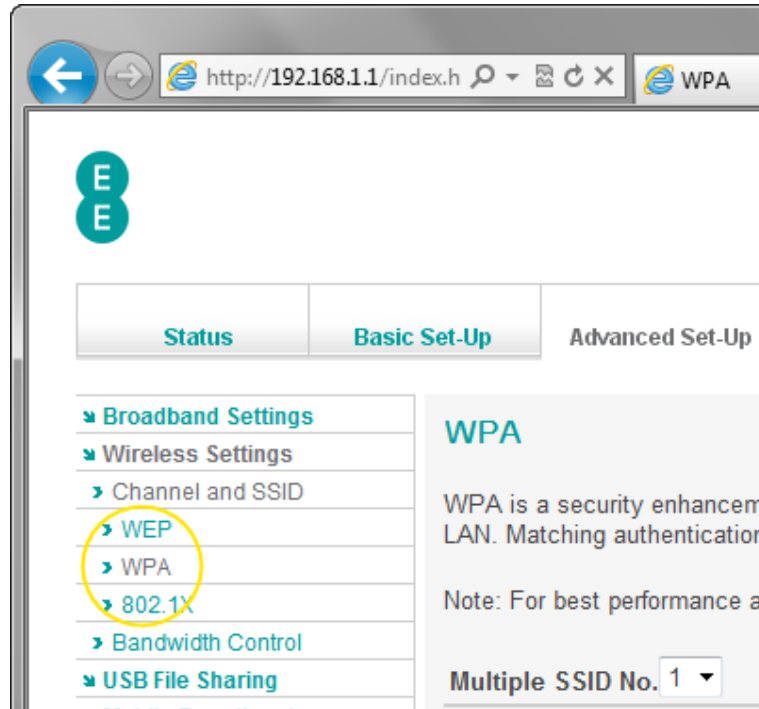 http://192.168.1.1/index.h
WPA
E
E
Status
Basic Set-Up
Advanced Set-Up
Broadband Settings
Wireless Settings
Channel and SSID
WEP
WPA
802.1X
Bandwidth Control
USB File Sharing
WPA
WPA is a security enhancem
LAN. Matching authentication
Note: For best performance a
Multiple SSID No. 1